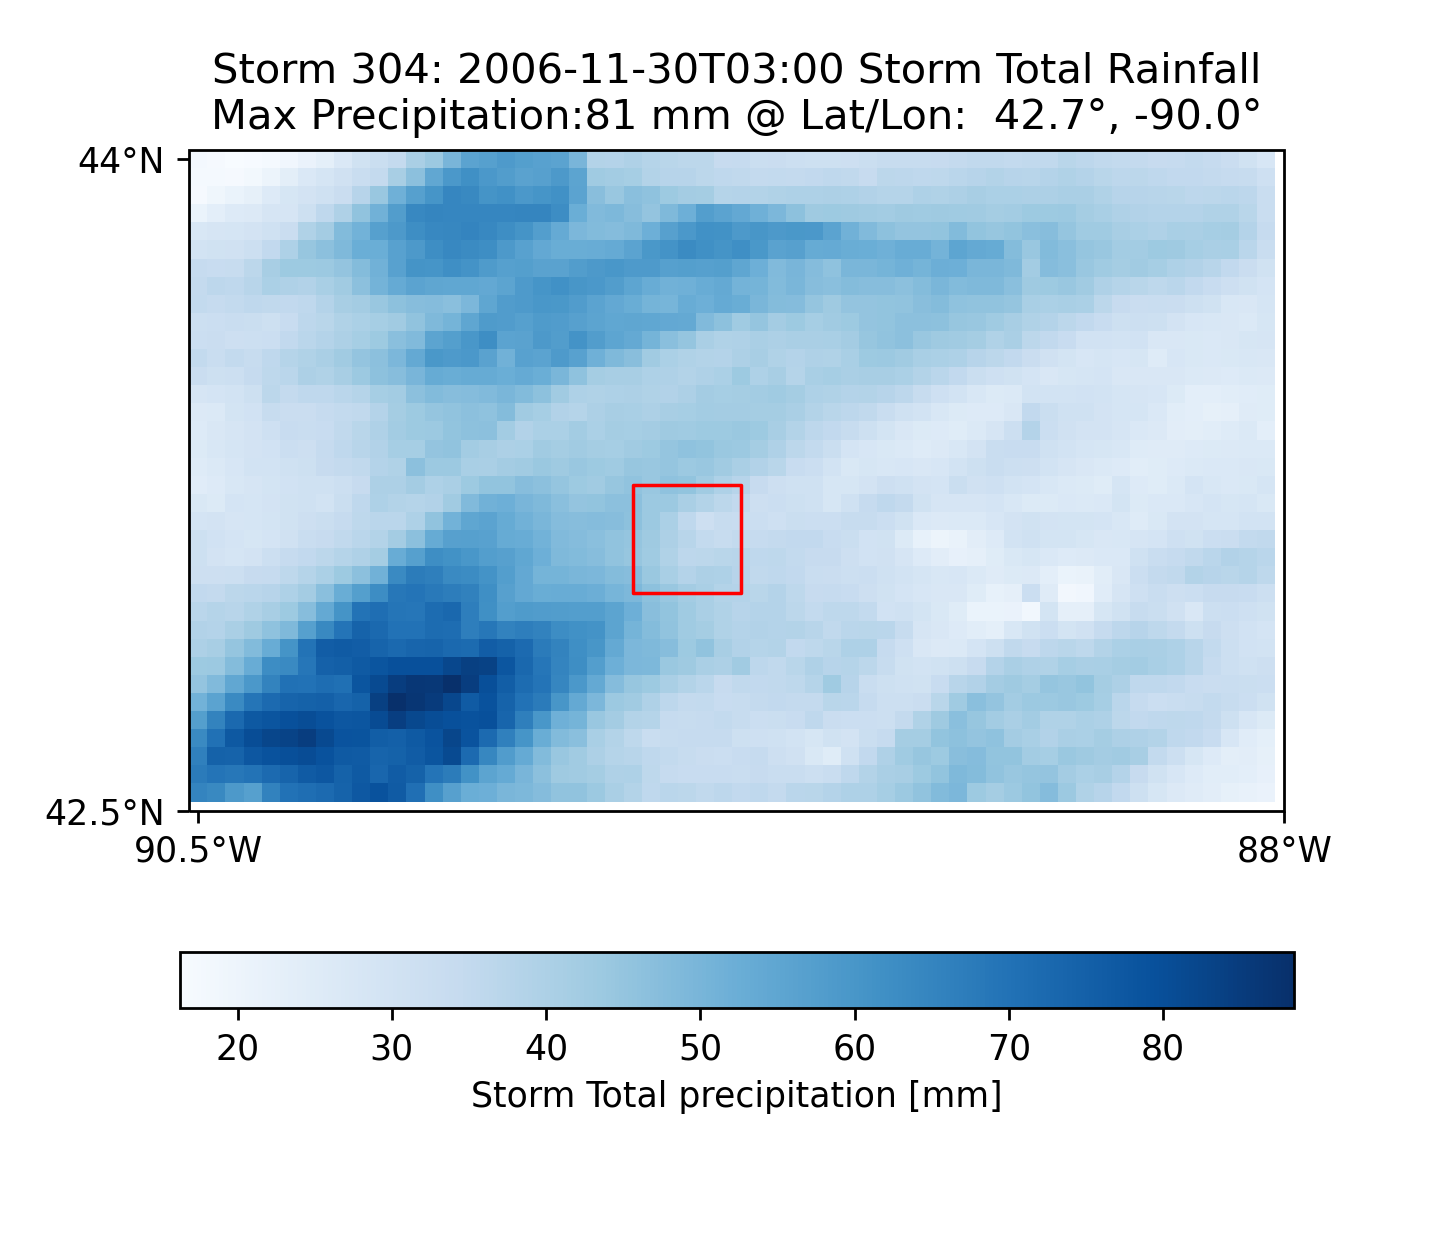 Storm 304: 2006-11-30T03:00 Storm Total Rainfall
Max Precipitation:81 mm @ Lat/Lon:  42.7°, -90.0°
44°N
42.5°N
90.5°W 88°W
20 30 40 50 60 70 80
Storm Total precipitation [mm]